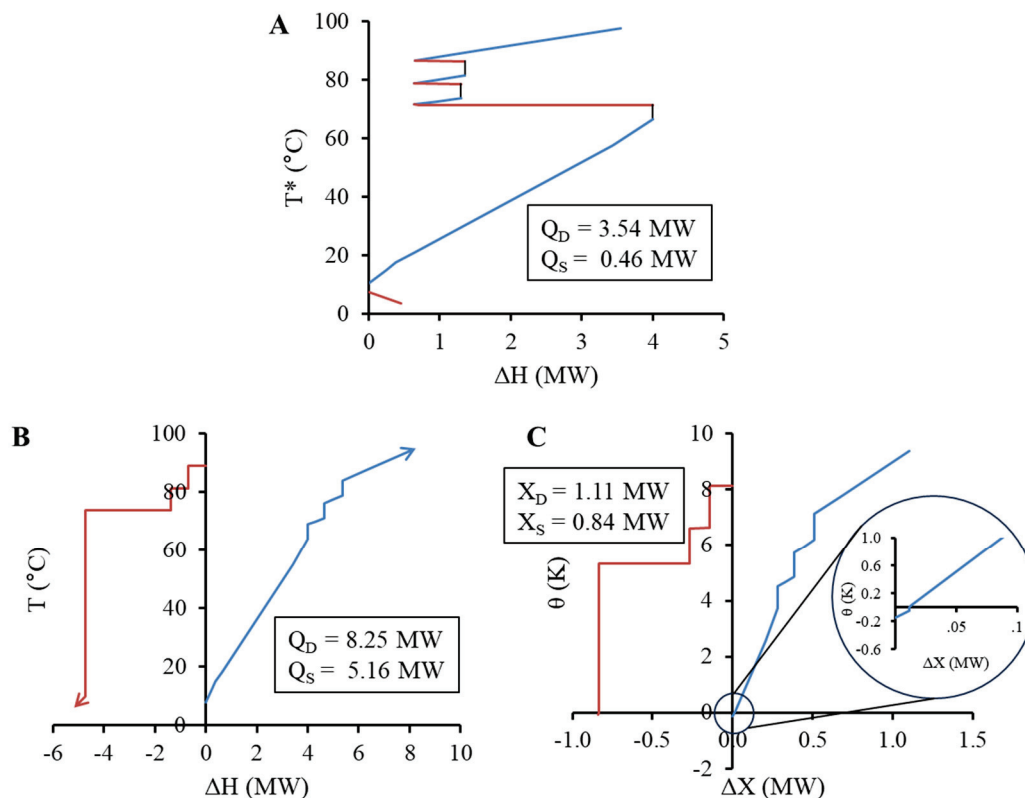 A
100
80
60
40
20
0
T* (°C)
Q_D = 3.54 MW
Q_S = 0.46 MW
0 1 2 3 4 5
ΔH (MW)
B
100
80
60
40
20
0
T (°C)
Q_D = 8.25 MW
Q_S = 5.16 MW
-6 -4 -2 0 2 4 6 8 10
ΔH (MW)
C
10
8
6
4
2
0
-2
θ (K)
X_D = 1.11 MW
X_S = 0.84 MW
-1.0 -0.5 0.0 0.5 1.0 1.5
ΔX (MW)
1.0
0.6
0.2
-0.2
-0.6
θ (K)
.05 0.1
ΔX (MW)